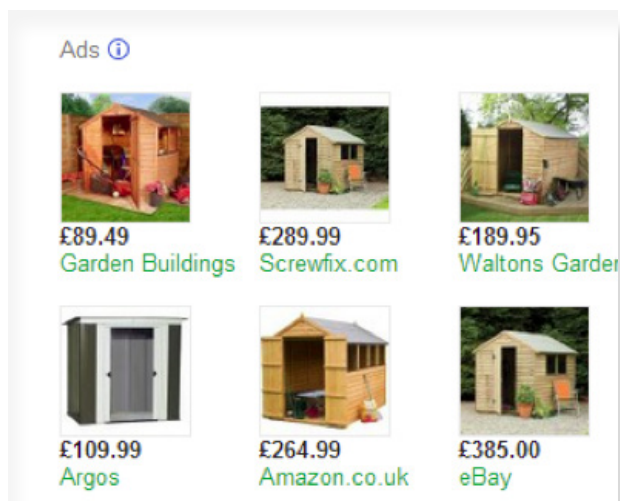 Ads
£89.49 £289.99 £189.95
Garden Buildings Screwfix.com Waltons Garden
£109.99 £264.99 £385.00
Argos Amazon.co.uk eBay